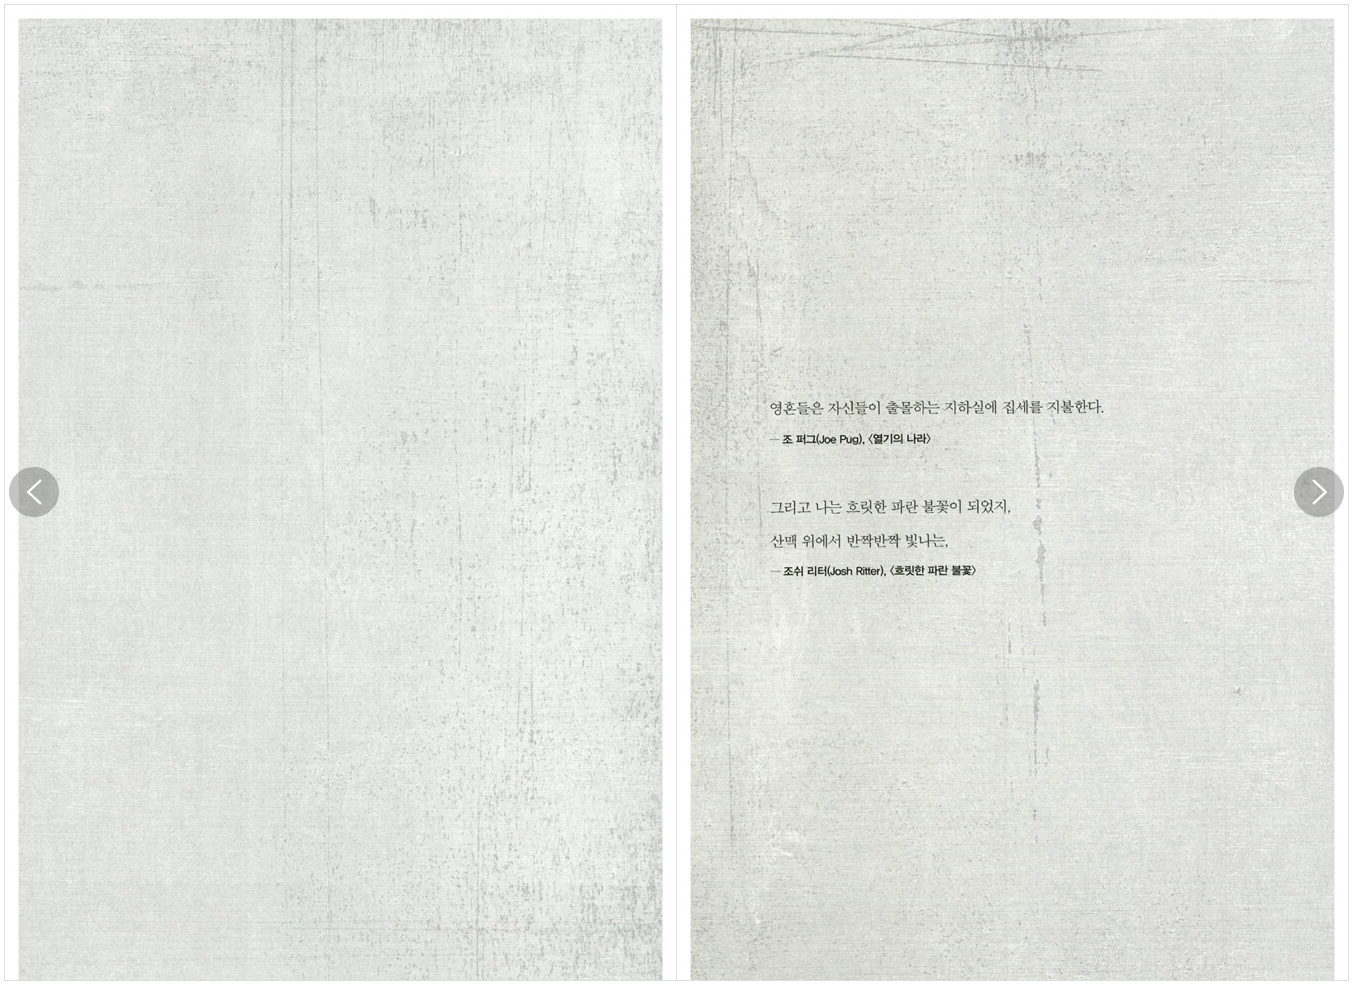 영혼들은 자신들이 출몰하는 지하실에 집세를 지불한다.
— 조 퍼그(Joe Pug), 〈열기의 나라〉
그리고 나는 흐릿한 파란 불꽃이 되었지,
산맥 위에서 반짝반짝 빛나는,
— 조쉬 리터(Josh Ritter), 〈흐릿한 파란 불꽃〉